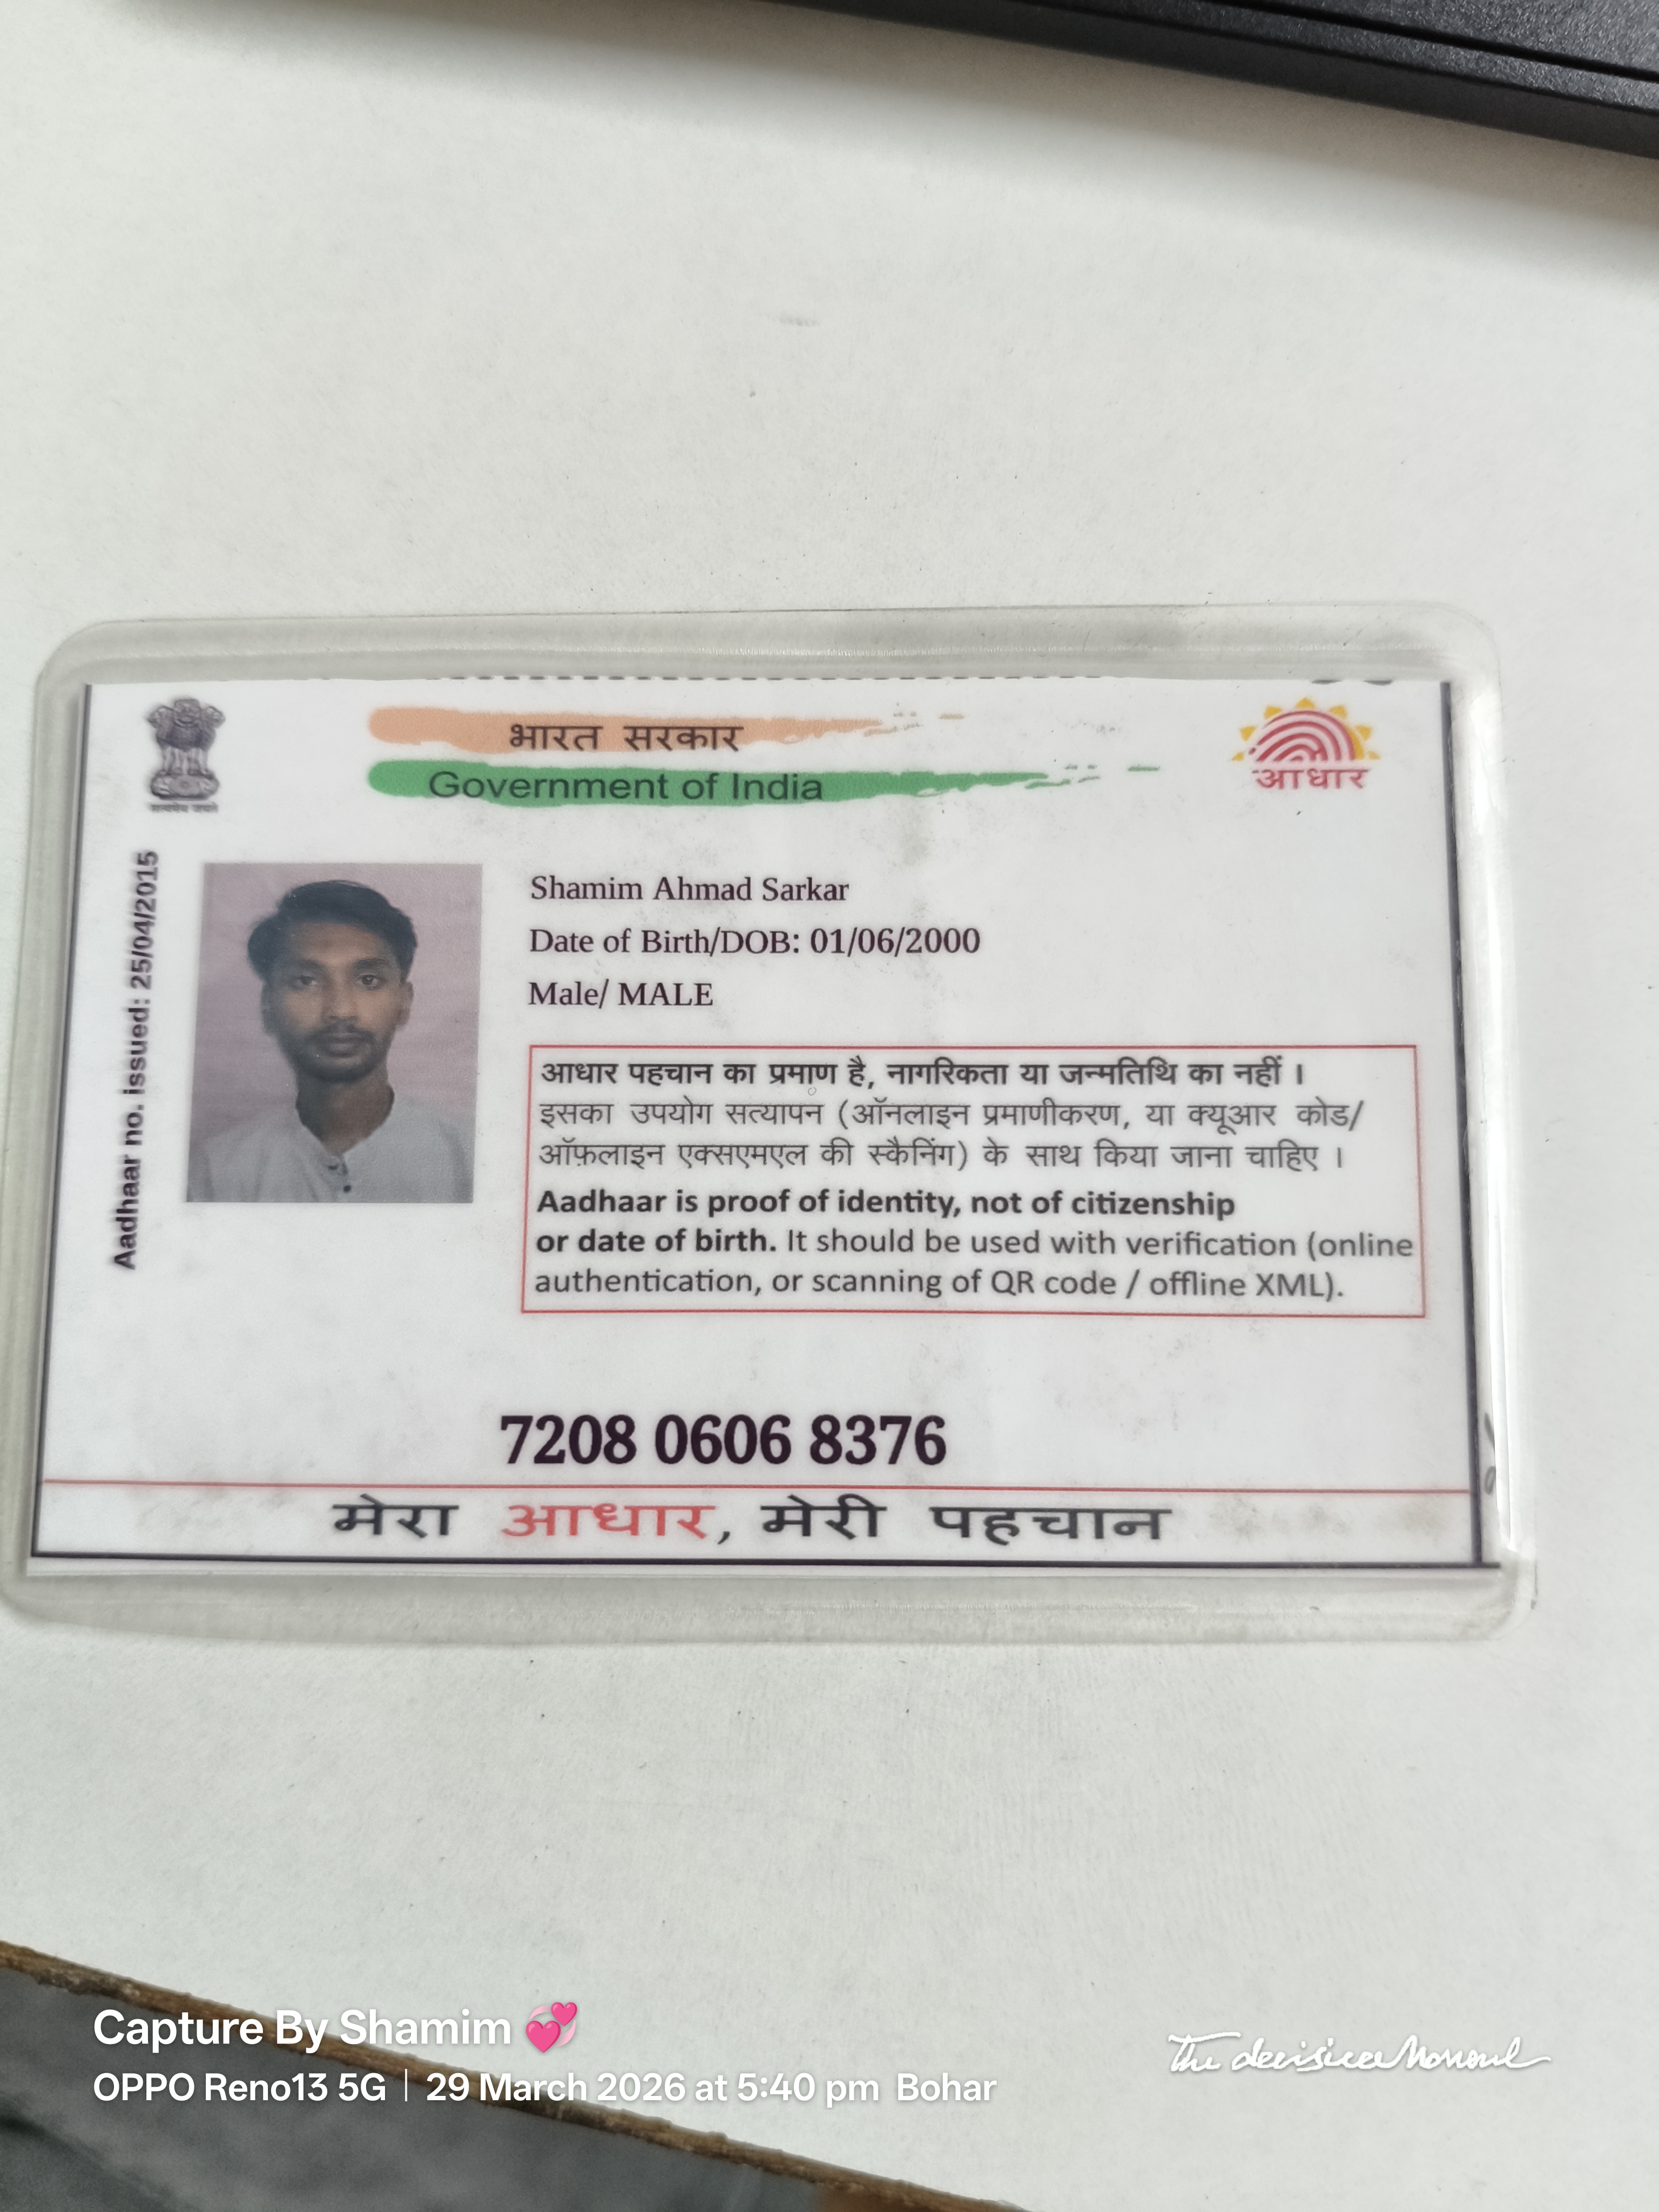 भारत सरकार
Government of India
सत्यमेव जयते
आधार
Aadhaar no. issued: 25/04/2015
Shamim Ahmad Sarkar
Date of Birth/DOB: 01/06/2000
Male/ MALE
आधार पहचान का प्रमाण है, नागरिकता या जन्मतिथि का नहीं ।
इसका उपयोग सत्यापन (ऑनलाइन प्रमाणीकरण, या क्यूआर कोड/
ऑफ़लाइन एक्सएमएल की स्कैनिंग) के साथ किया जाना चाहिए ।
Aadhaar is proof of identity, not of citizenship
or date of birth. It should be used with verification (online
authentication, or scanning of QR code / offline XML).
7208 0606 8376
मेरा आधार, मेरी पहचान
Capture By Shamim 💞
OPPO Reno13 5G | 29 March 2026 at 5:40 pm Bohar